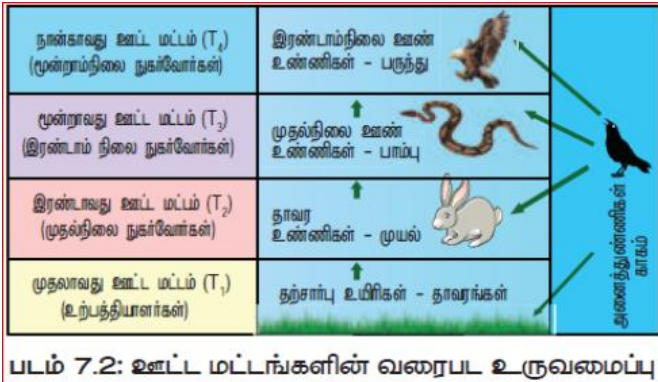 நான்காவது ஊட்ட மட்டம் (T₄)
(மூன்றாம்நிலை நுகர்வோர்கள்)
இரண்டாம்நிலை ஊண்
உண்ணிகள் - பருந்து
மூன்றாவது ஊட்ட மட்டம் (T₃)
(இரண்டாம் நிலை நுகர்வோர்கள்)
முதல்நிலை ஊண்
உண்ணிகள் - பாம்பு
இரண்டாவது ஊட்ட மட்டம் (T₂)
(முதல்நிலை நுகர்வோர்கள்)
தாவர
உண்ணிகள் - முயல்
முதலாவது ஊட்ட மட்டம் (T₁)
(உற்பத்தியாளர்கள்)
தற்சார்பு உயிரிகள் - தாவரங்கள்
அனைத்துண்ணிகள்
காகம்
படம் 7.2: ஊட்ட மட்டங்களின் வரைபட உருவமைப்பு